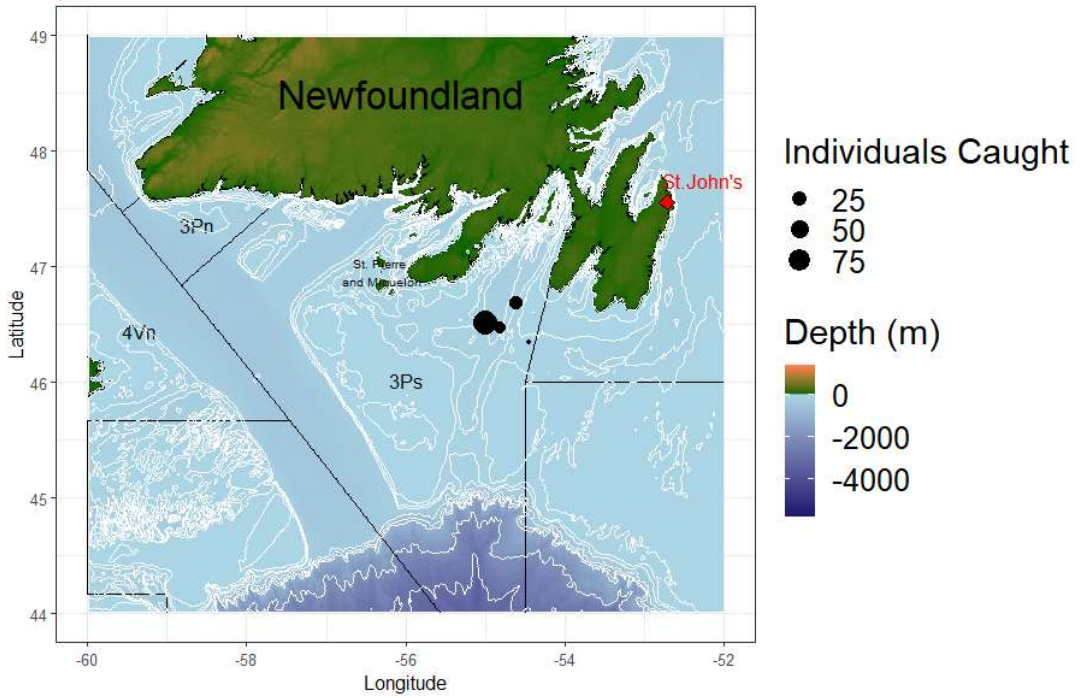 49
48
47
46
45
44
Latitude
-60
-58
-56
-54
-52
Longitude
Newfoundland
St.John's
3Pn
St. Pierre
and Miquelon
4Vn
3Ps
Individuals Caught
25
50
75
Depth (m)
0
-2000
-4000